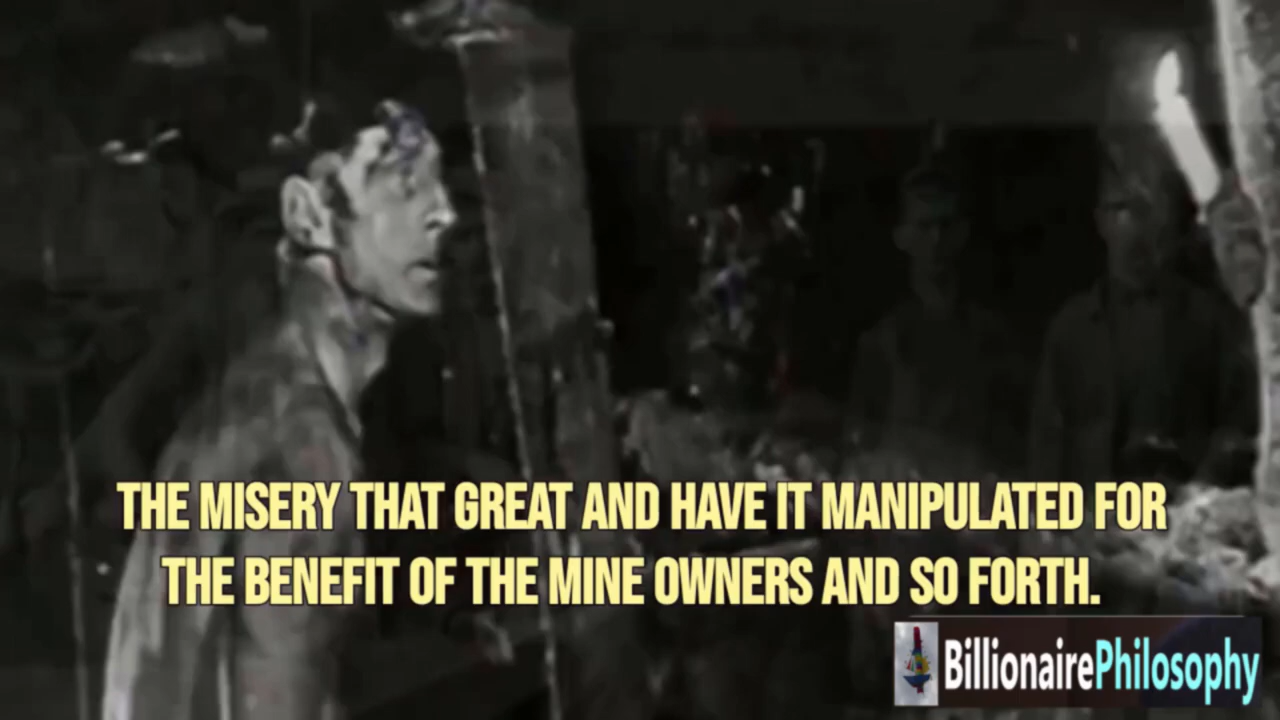 THE MISERY THAT GREAT AND HAVE IT MANIPULATED FOR
THE BENEFIT OF THE MINE OWNERS AND SO FORTH.
BillionairePhilosophy